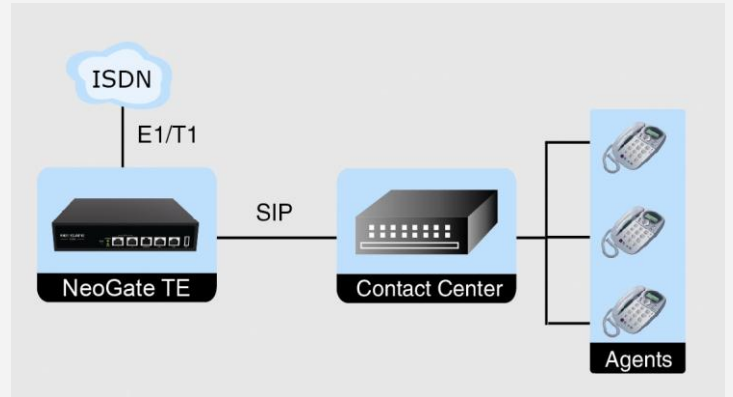 ISDN
E1/T1
SIP
NeoGate TE
Contact Center
Agents